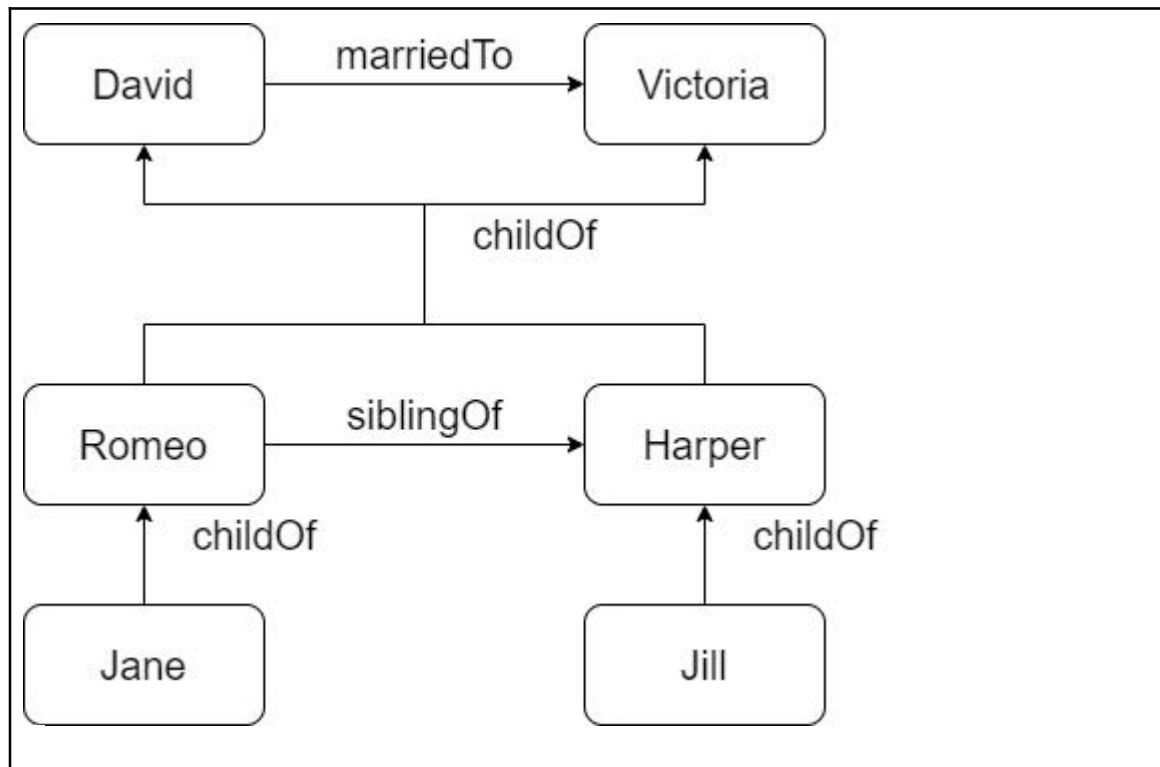 David
marriedTo
Victoria
childOf
Romeo
siblingOf
Harper
childOf
childOf
Jane
Jill